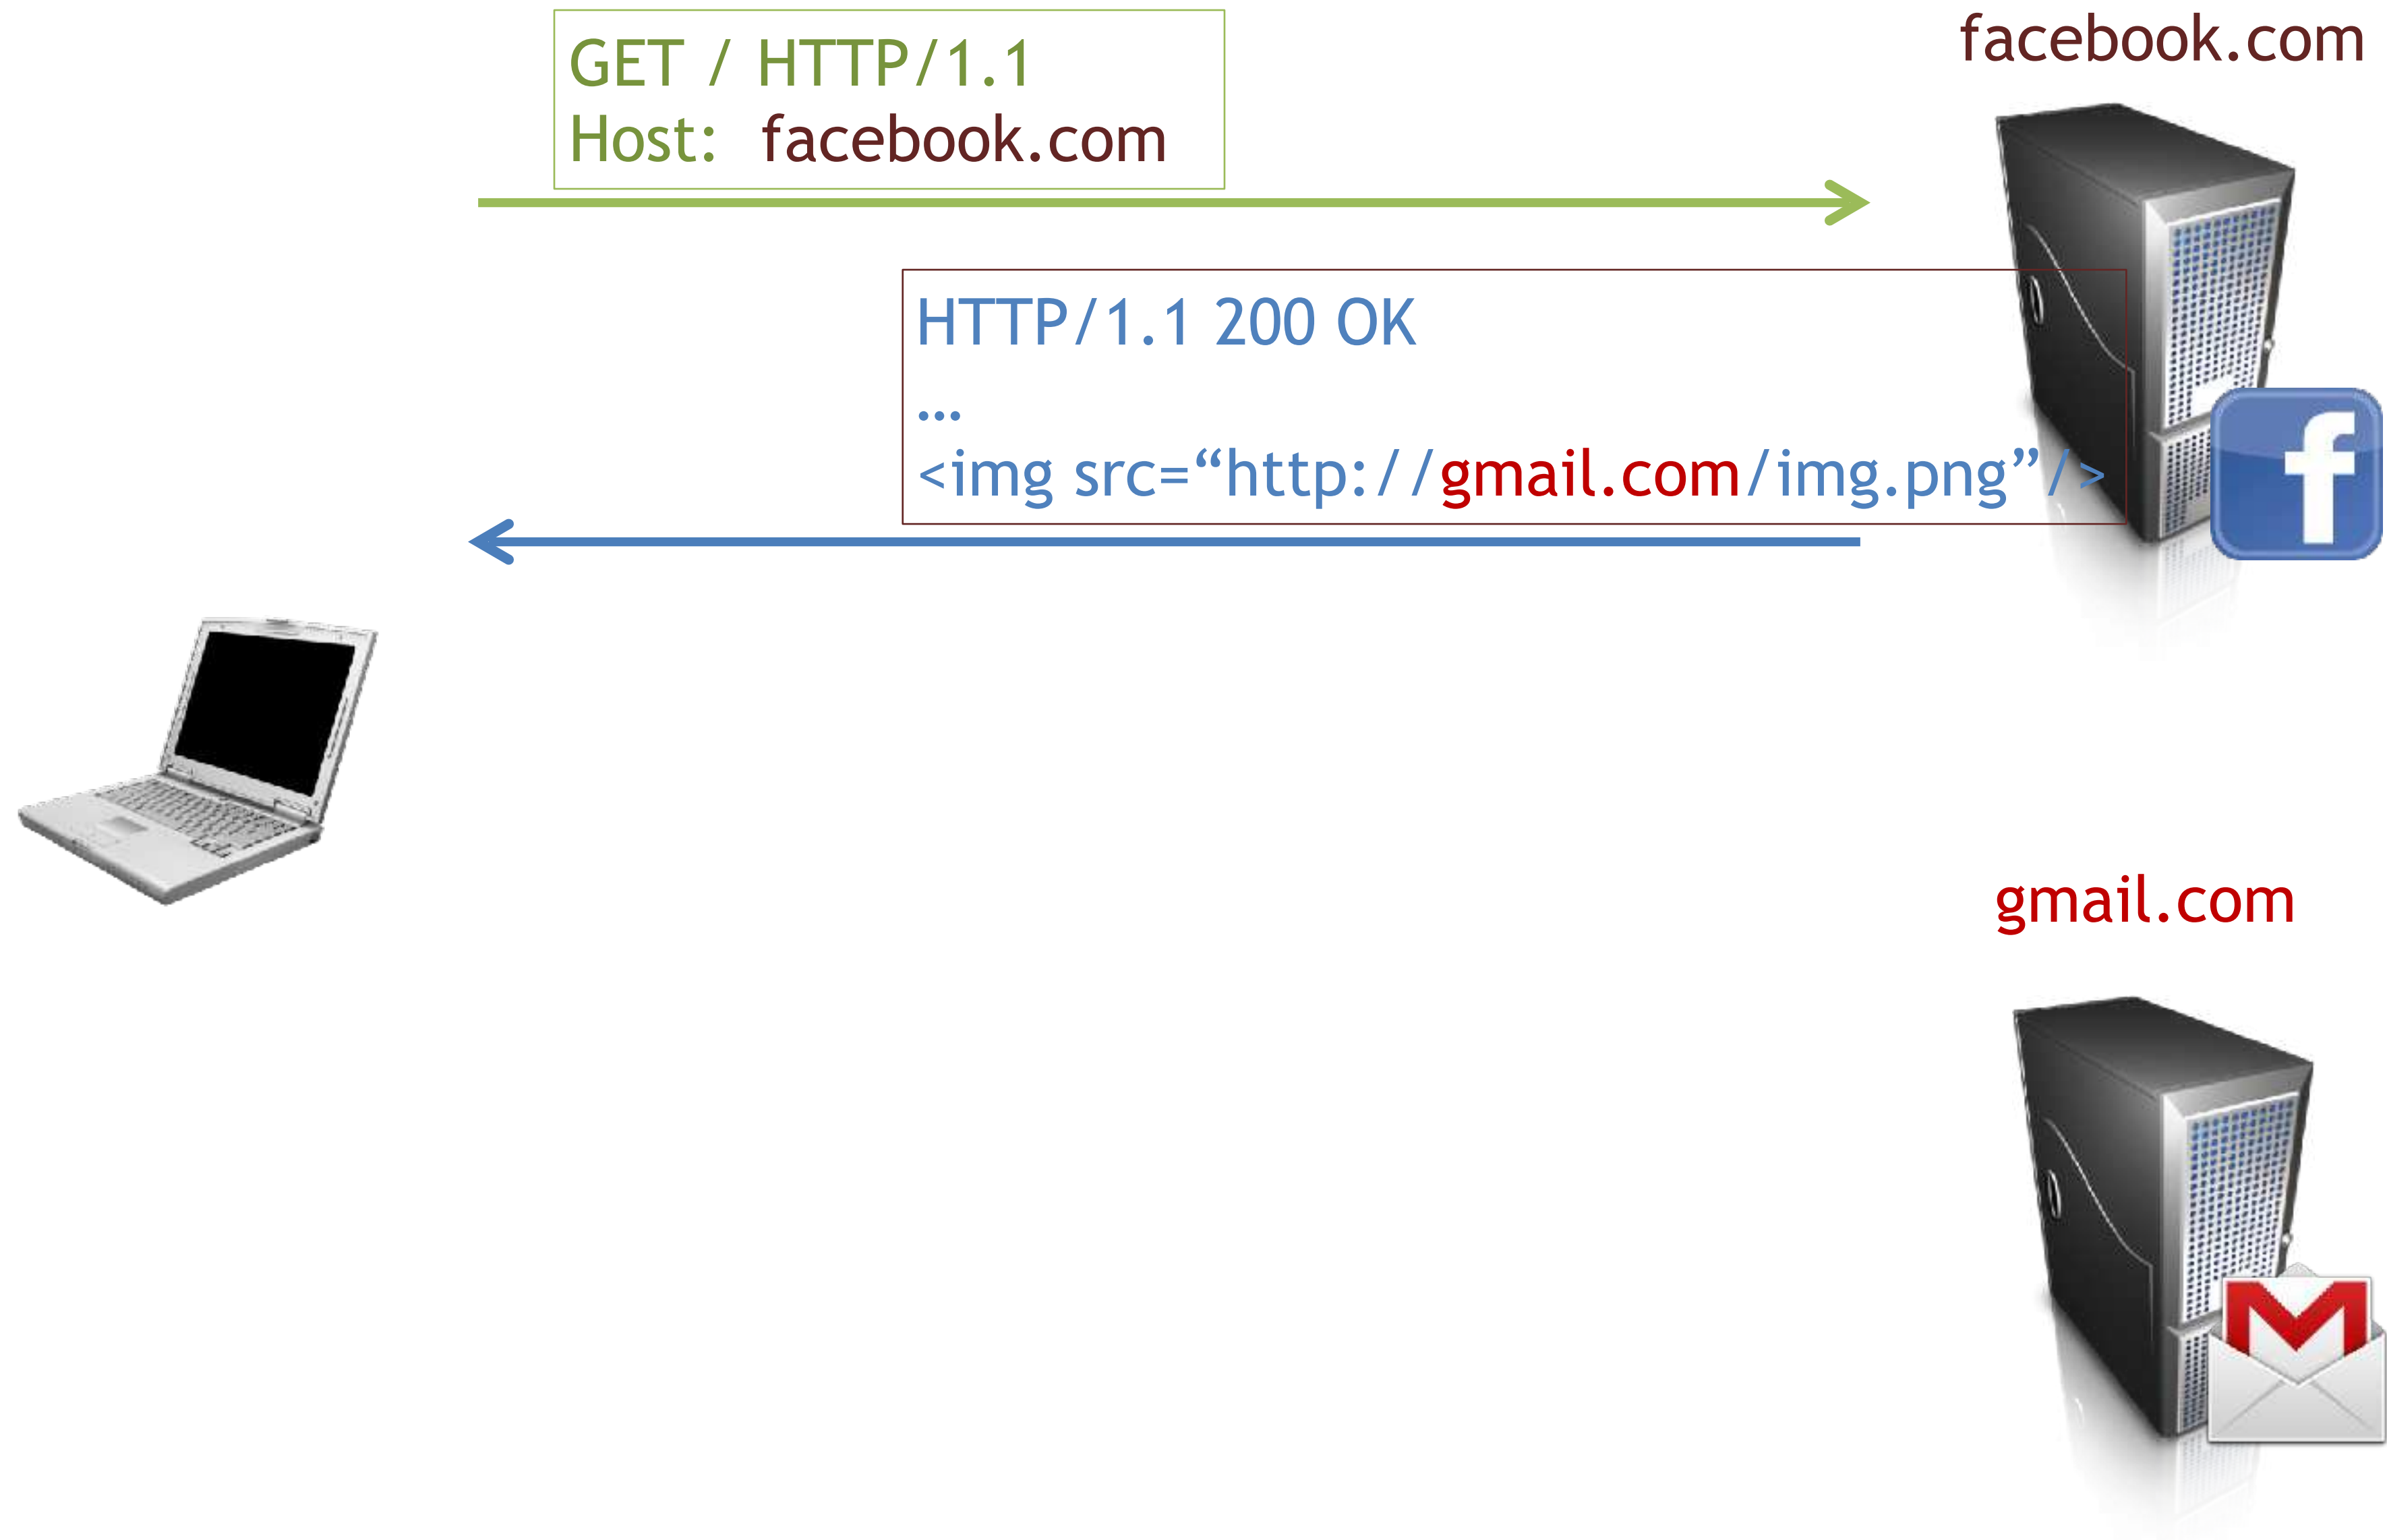 GET / HTTP/1.1
Host: facebook.com
facebook.com
HTTP/1.1 200 OK
…
<img src=“http://gmail.com/img.png”/>
gmail.com